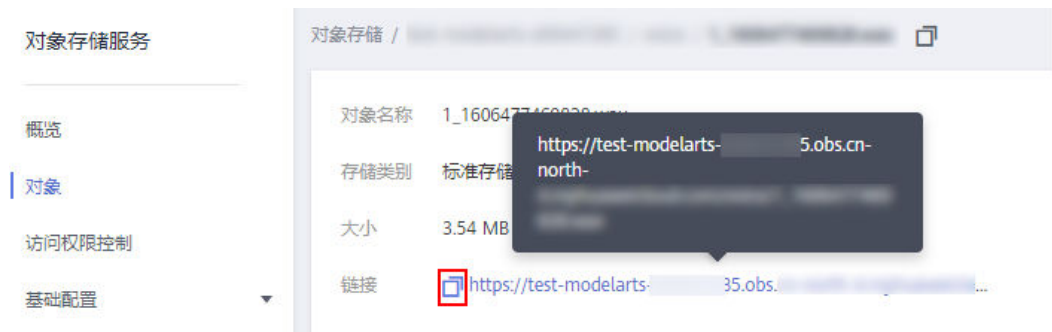 对象存储服务
对象存储 /
概览
对象
访问权限控制
基础配置
对象名称
存储类别 标准存储
大小 3.54 MB
链接 https://test-modelarts- 35.obs.
https://test-modelarts- 5.obs.cn-
north-